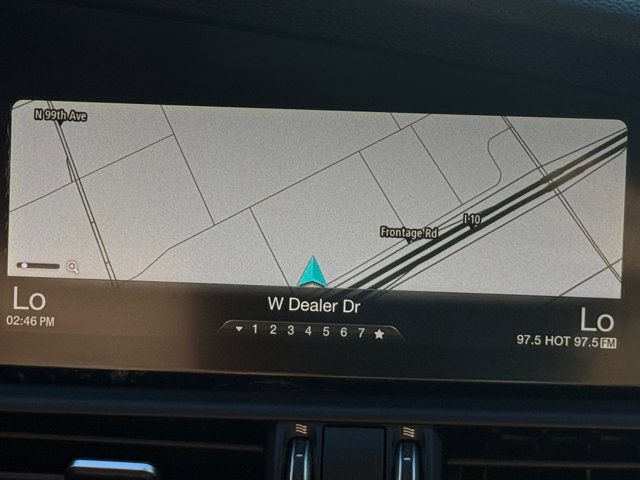 N 99th Ave
I-10
Frontage Rd
W Dealer Dr
Lo
02:46 PM
1 2 3 4 5 6 7
Lo
97.5 HOT 97.5 FM